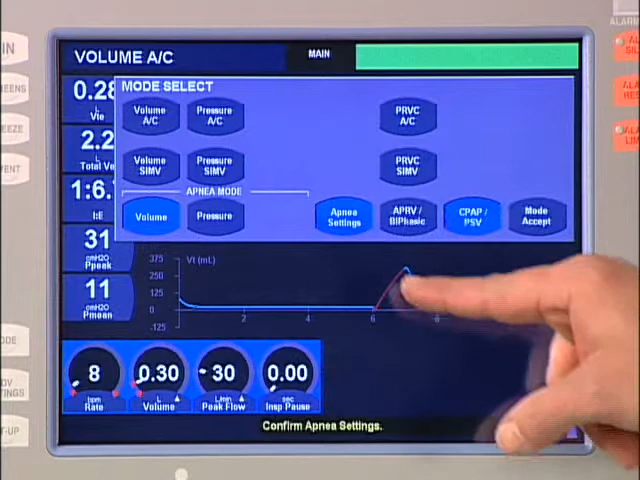 ALARM
VOLUME A/C
MAIN
MODE SELECT
0.28
L
Vte
Volume
A/C
Pressure
A/C
PRVC
A/C
2.2
L
Volume
SIMV
Pressure
SIMV
PRVC
SIMV
APNEA MODE
1:6.
I:E
Volume
Pressure
Apnea
Settings
APRV /
BiPhasic
CPAP /
PSV
Mode
Accept
31
cmH2O
Ppeak
11
cmH2O
Pmean
Vt (mL)
375
250
125
0
-125
2
4
6
8
8
bpm
Rate
0.30
L
Volume
30
L/min
Peak Flow
0.00
sec
Insp Pause
Confirm Apnea Settings.